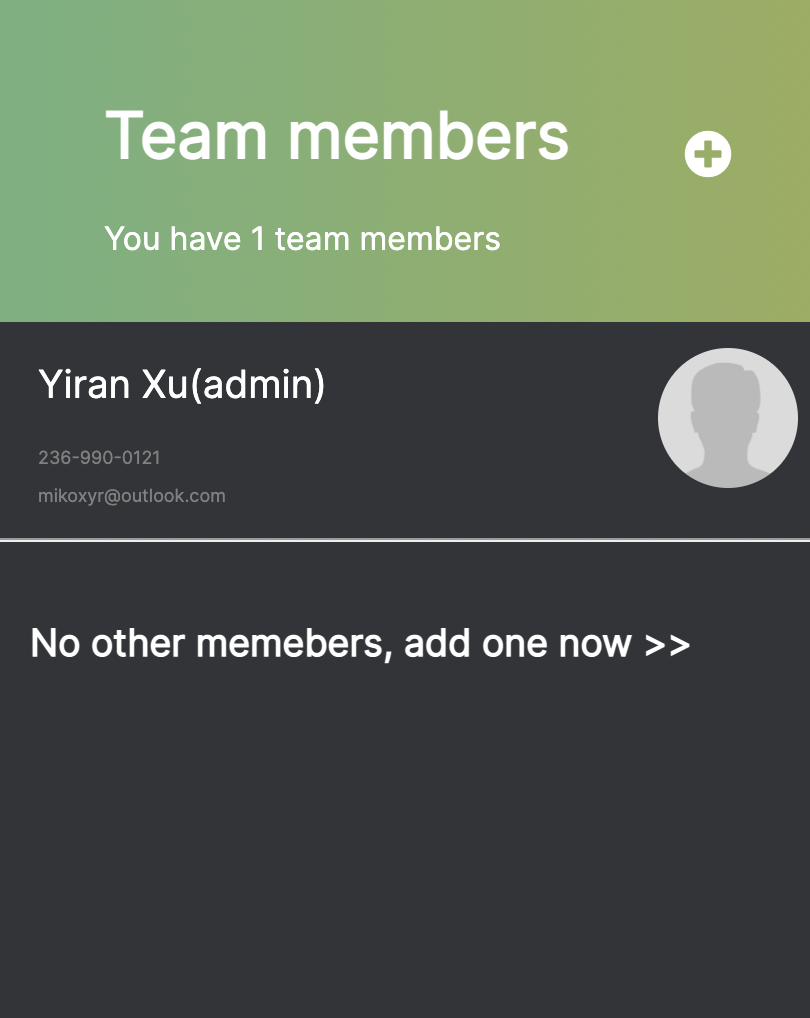 Team members
You have 1 team members
Yiran Xu(admin)
236-990-0121
mikoxyr@outlook.com
No other memebers, add one now >>